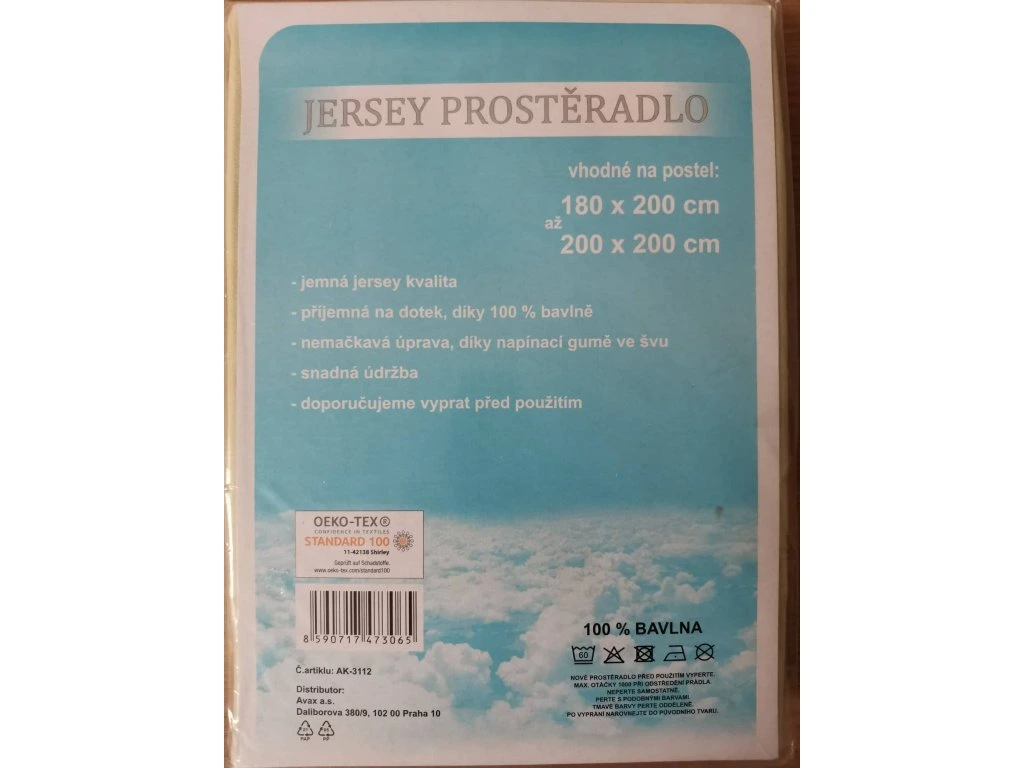 JERSEY PROSTĚRADLO
vhodné na postel:
180 x 200 cm
až
200 x 200 cm
- jemná jersey kvalita
- příjemná na dotek, díky 100 % bavlně
- nemačkavá úprava, díky napínací gumě ve švu
- snadná údržba
- doporučujeme vyprat před použitím
OEKO-TEX®
CONFIDENCE IN TEXTILES
STANDARD 100
11-42138 Shirley
Geprüft auf Schadstoffe.
www.oeko-tex.com/standard100
8 590717 473065
Č.artiklu: AK-3112
Distributor:
Avax a.s.
Daliborova 380/9, 102 00 Praha 10
21
PAP
05
PP
100 % BAVLNA
60
NOVÉ PROSTĚRADLO PŘED POUŽITÍM VYPERTE.
MAX. OTÁČKY 1000 PŘI ODSTŘEDĚNÍ PRÁDLA.
NEPERTE SAMOSTATNĚ.
PERTE S PODOBNÝMI BARVAMI.
TMAVÉ BARVY PERTE ODDĚLENĚ.
PO VYPRÁNÍ NAROVNEJTE DO PŮVODNÍHO TVARU.